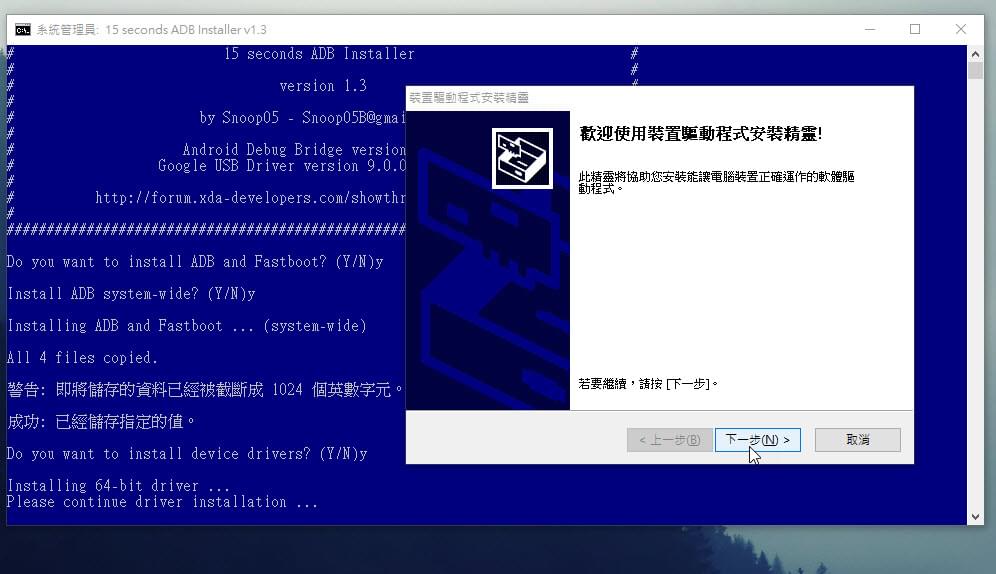 系統管理員: 15 seconds ADB Installer v1.3
# 15 seconds ADB Installer #
# #
# version 1.3 #
#
# by Snoop05 - Snoop05B@gmai
#
# Android Debug Bridge version
# Google USB Driver version 9.0.0
#
# http://forum.xda-developers.com/showthr
#
##################################################
Do you want to install ADB and Fastboot? (Y/N)y
Install ADB system-wide? (Y/N)y
Installing ADB and Fastboot ... (system-wide)
All 4 files copied.
警告: 即將儲存的資料已經被截斷成 1024 個英數字元。
成功: 已經儲存指定的值。
Do you want to install device drivers? (Y/N)y
Installing 64-bit driver ...
Please continue driver installation ...
裝置驅動程式安裝精靈
歡迎使用裝置驅動程式安裝精靈!
此精靈將協助您安裝能讓電腦裝置正確運作的軟體驅
動程式。
若要繼續，請按 [下一步]。
< 上一步(B)
下一步(N) >
取消